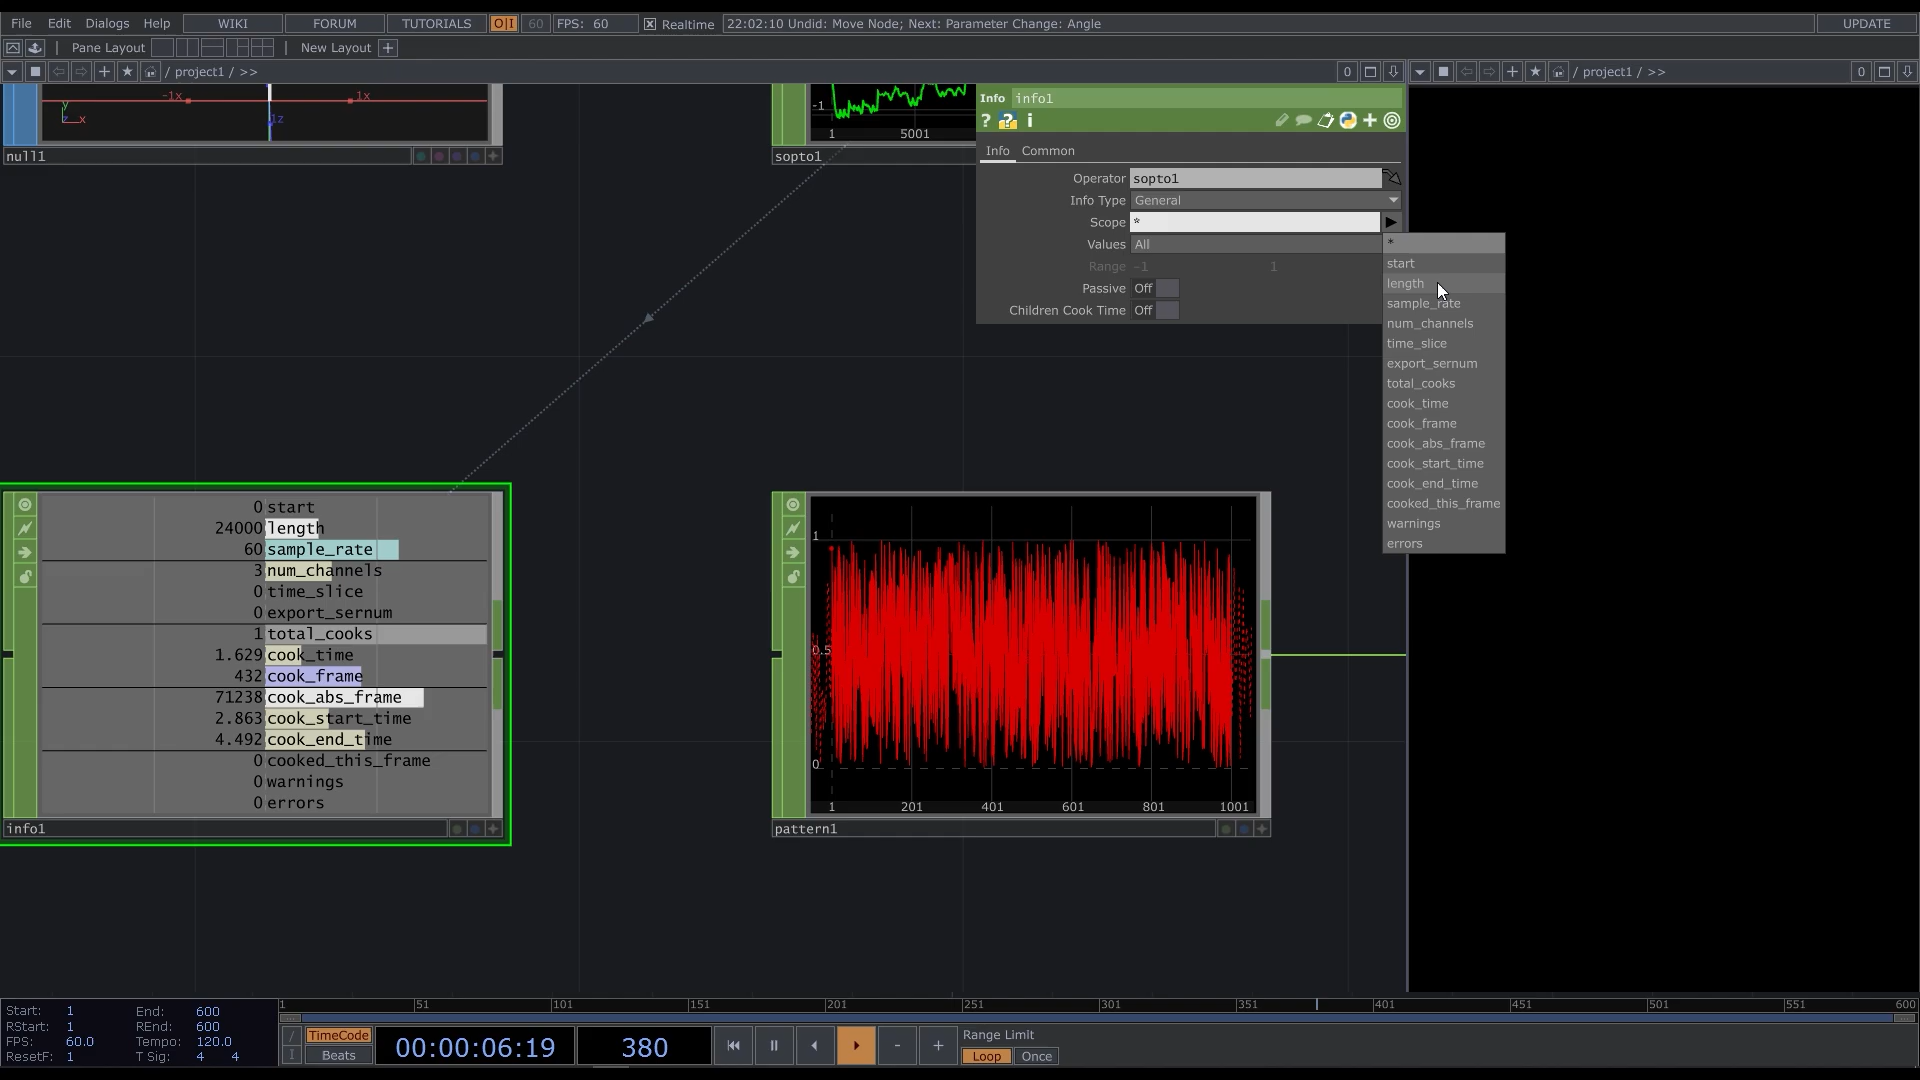 File Edit Dialogs Help WIKI FORUM TUTORIALS O|I 60 FPS: 60 Realtime 22:02:10 Undid: Move Node; Next: Parameter Change: Angle UPDATE
Pane Layout New Layout +
/ project1 / >> 0 / project1 / >> 0
-1x 1x
y
z x
1z
null1
-1
1 5001
sopto1
Info info1
? ? i
Info Common
Operator sopto1
Info Type General
Scope *
Values All
Range -1 1
Passive Off
Children Cook Time Off
*
start
length
sample_rate
num_channels
time_slice
export_sernum
total_cooks
cook_time
cook_frame
cook_abs_frame
cook_start_time
cook_end_time
cooked_this_frame
warnings
errors
0 start
24000 length
60 sample_rate
3 num_channels
0 time_slice
0 export_sernum
1 total_cooks
1.629 cook_time
432 cook_frame
71238 cook_abs_frame
2.863 cook_start_time
4.492 cook_end_time
0 cooked_this_frame
0 warnings
0 errors
info1
1
0.5
0
1 201 401 601 801 1001
pattern1
1 51 101 151 201 251 301 351 401 451 501 551 600
Start: 1 End: 600
RStart: 1 REnd: 600
FPS: 60.0 Tempo: 120.0
ResetF: 1 T Sig: 4 4
/ TimeCode
I Beats
00:00:06:19 380
- +
Range Limit
Loop Once